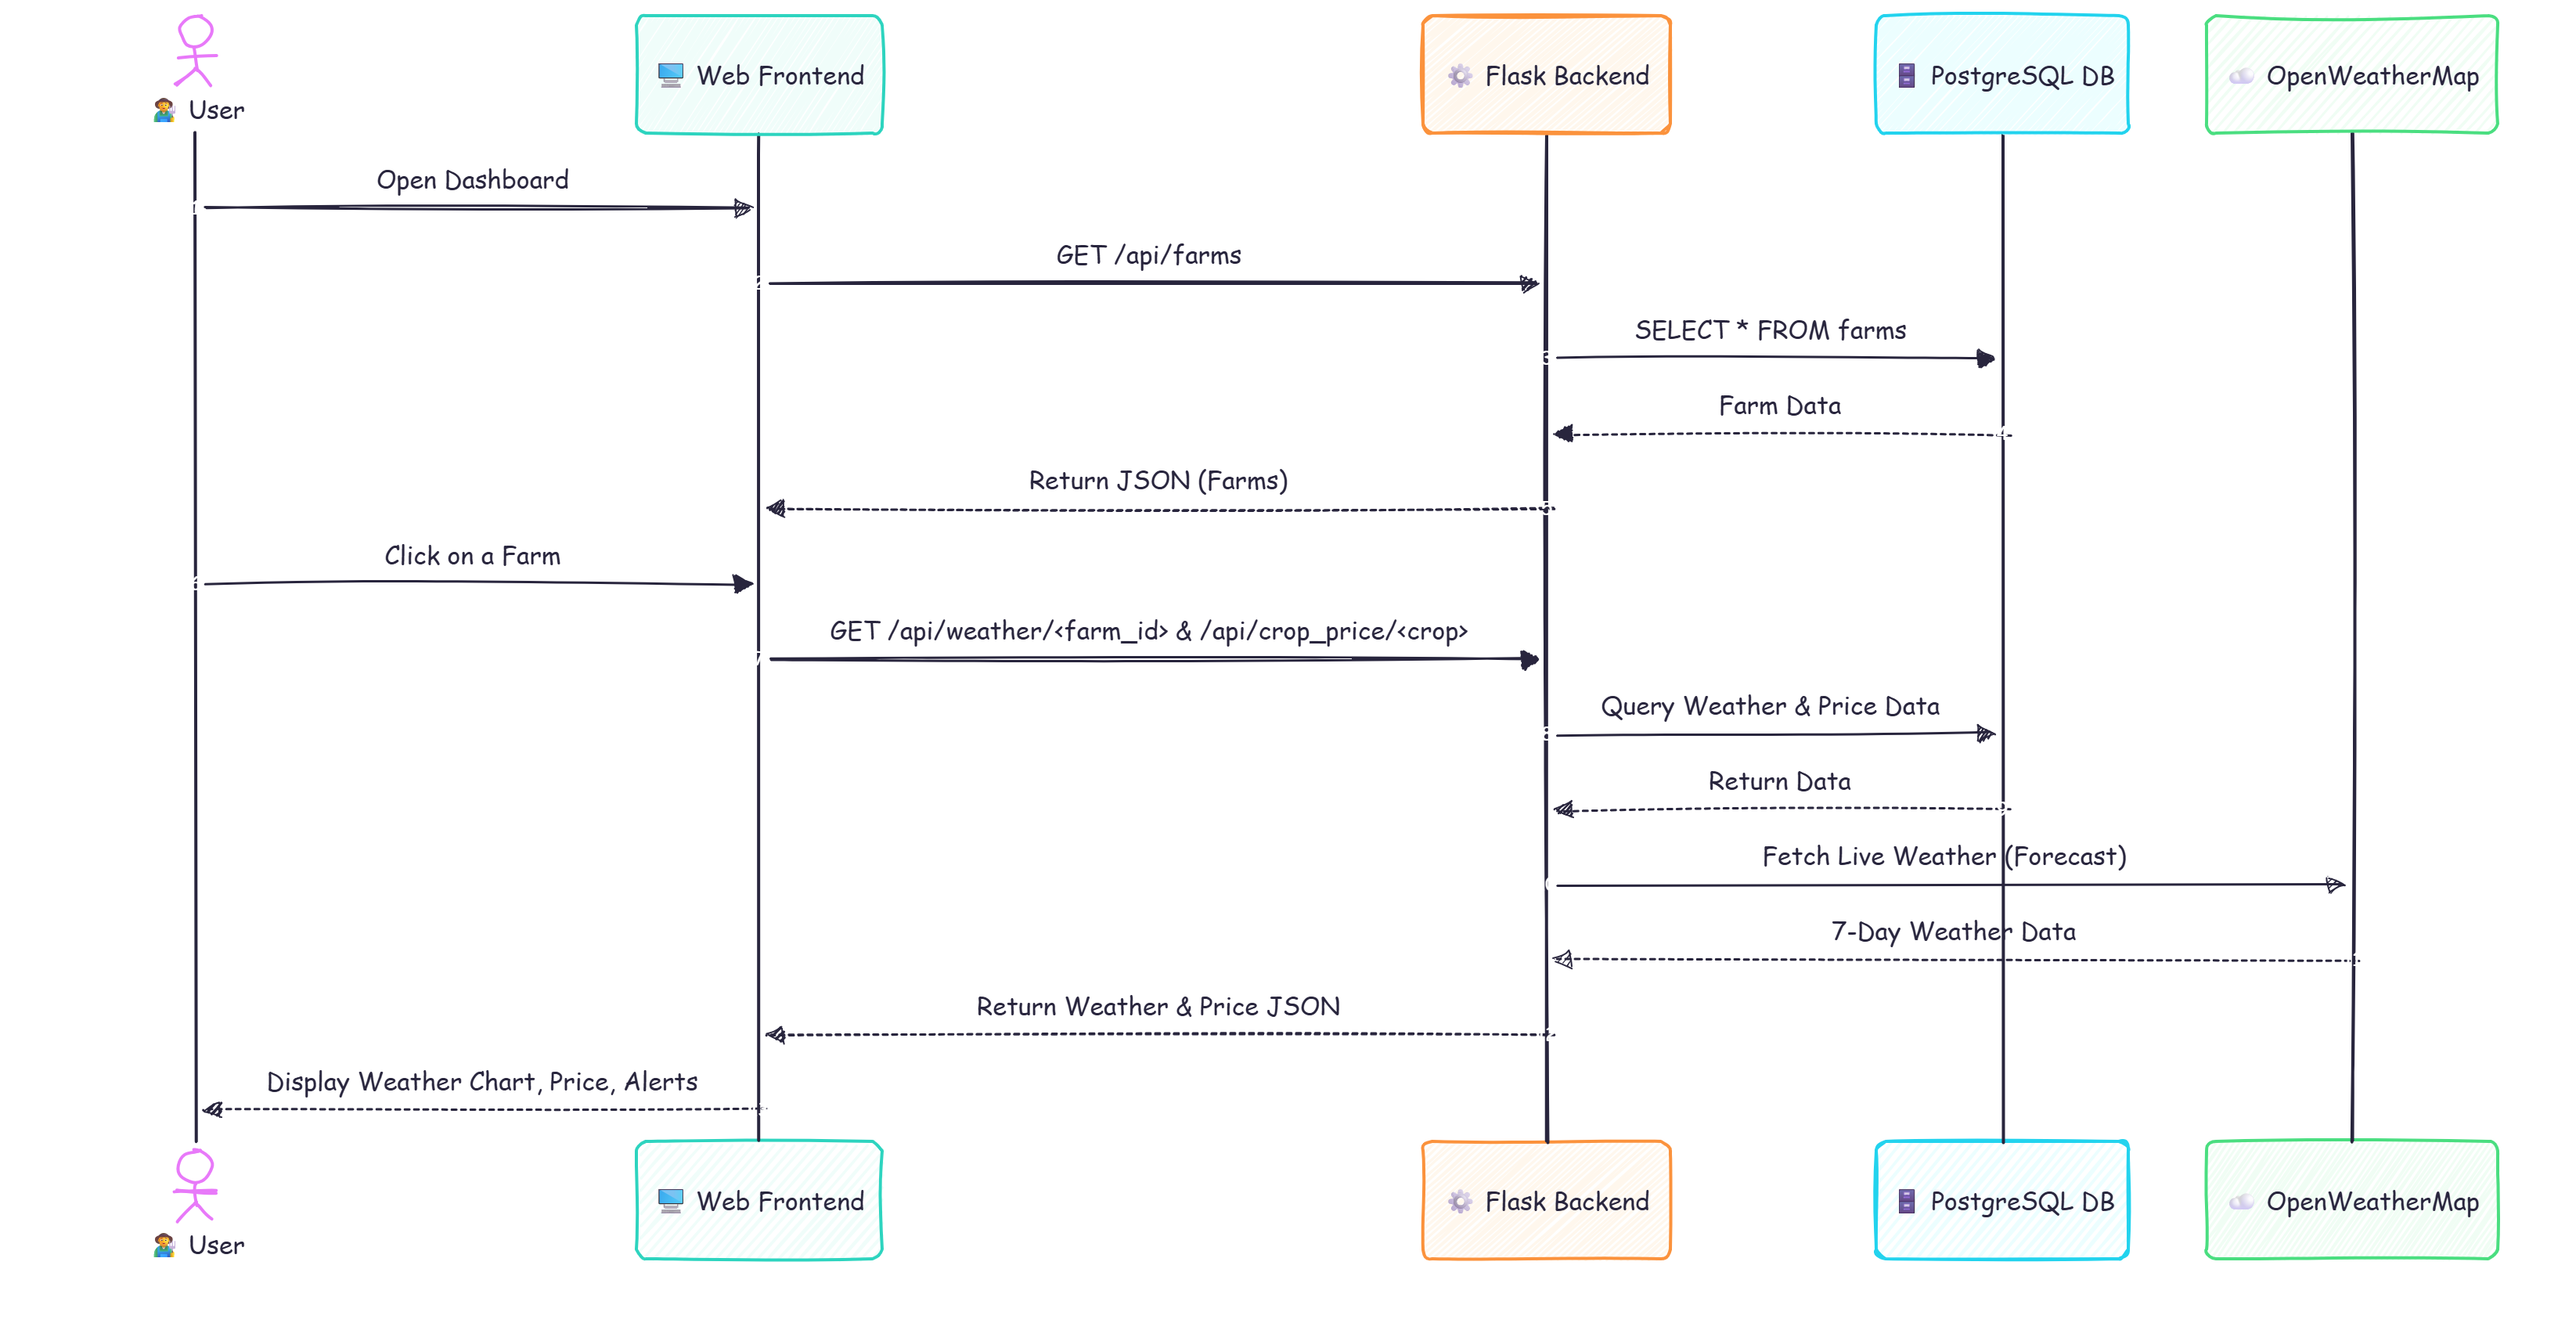 User
Web Frontend
Flask Backend
PostgreSQL DB
OpenWeatherMap
Open Dashboard
GET /api/farms
SELECT * FROM farms
Farm Data
Return JSON (Farms)
Click on a Farm
GET /api/weather/<farm_id> & /api/crop_price/<crop>
Query Weather & Price Data
Return Data
Fetch Live Weather (Forecast)
7-Day Weather Data
Return Weather & Price JSON
Display Weather Chart, Price, Alerts
User
Web Frontend
Flask Backend
PostgreSQL DB
OpenWeatherMap